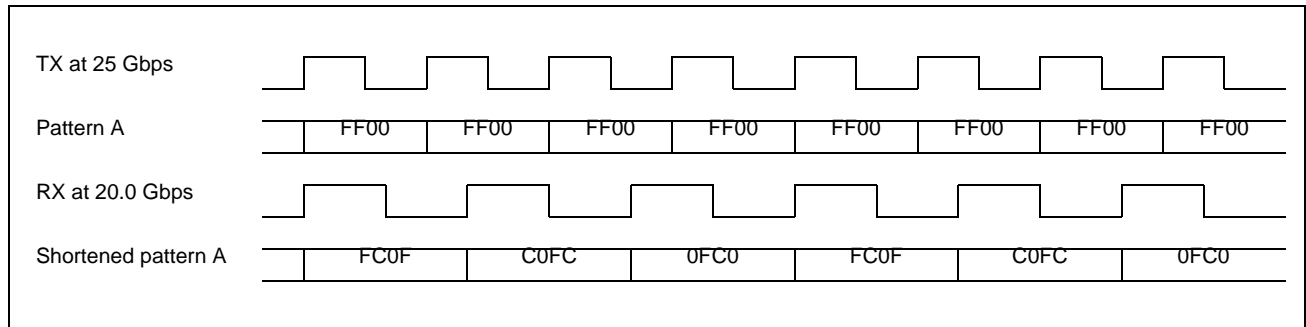 TX at 25 Gbps
Pattern A FF00 FF00 FF00 FF00 FF00 FF00 FF00 FF00
RX at 20.0 Gbps
Shortened pattern A FC0F C0FC 0FC0 FC0F C0FC 0FC0